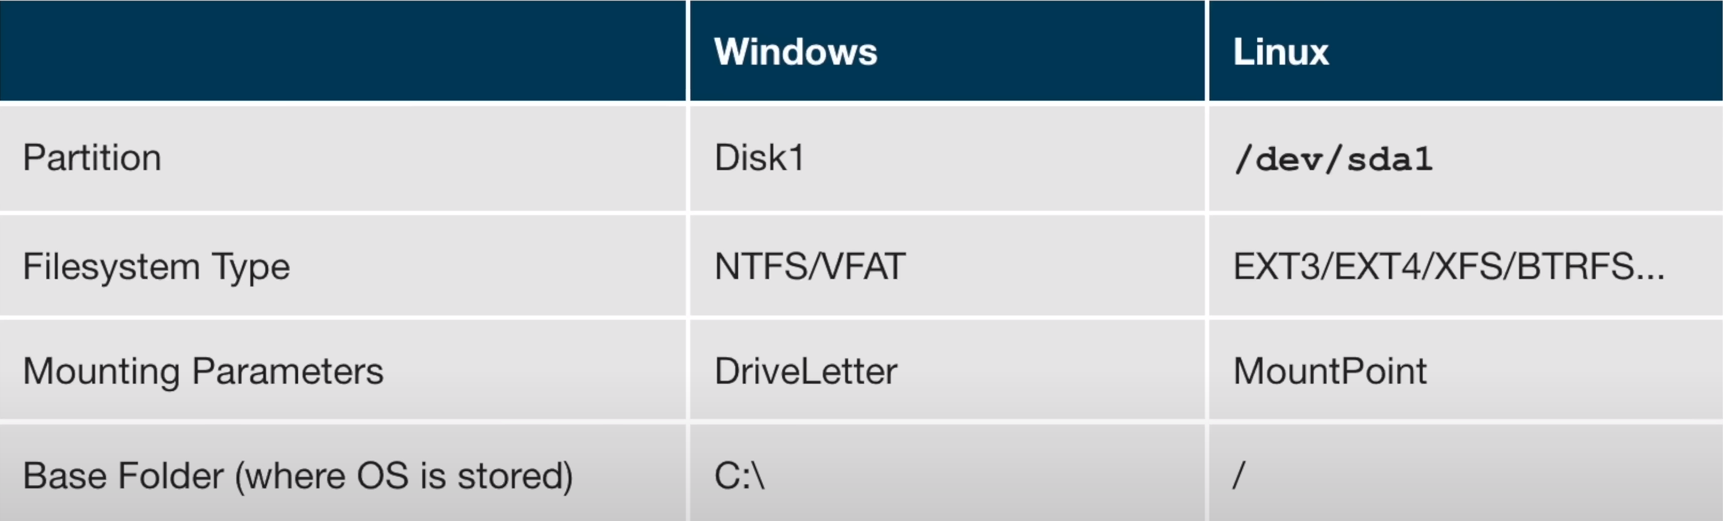 Windows Linux
Partition Disk1 /dev/sda1
Filesystem Type NTFS/VFAT EXT3/EXT4/XFS/BTRFS...
Mounting Parameters DriveLetter MountPoint
Base Folder (where OS is stored) C:\ /